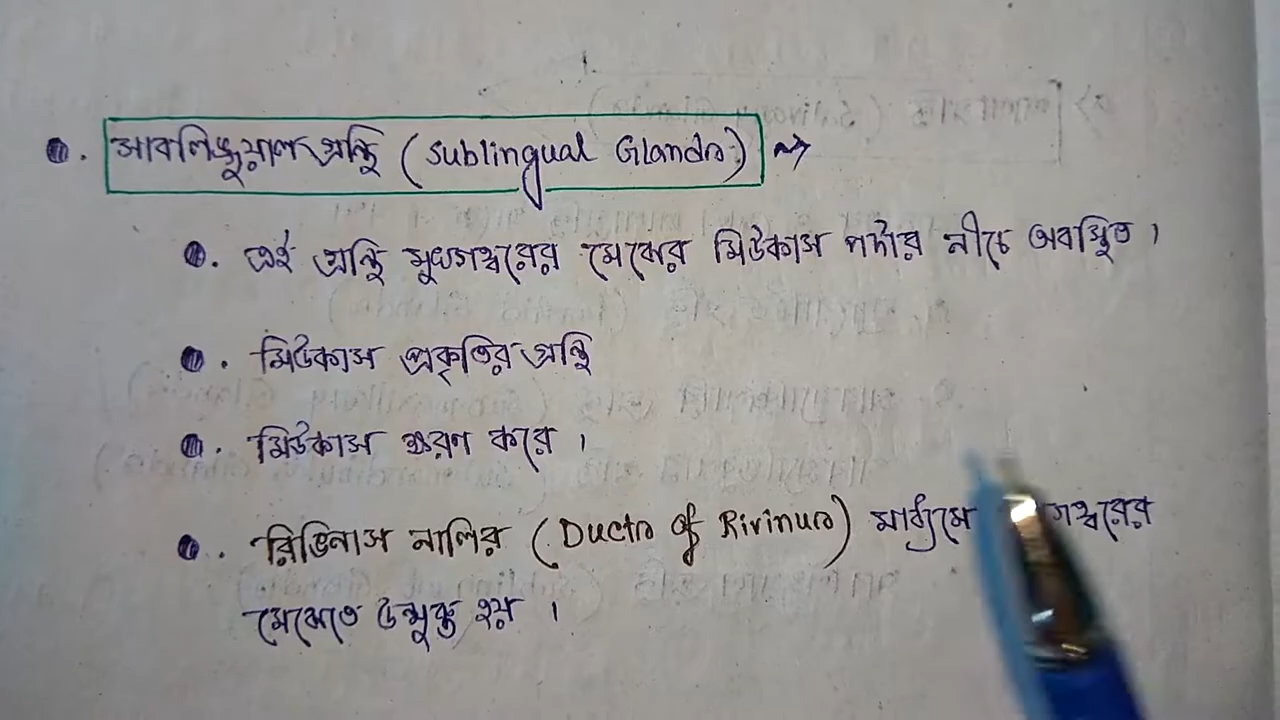 সাবলিঙ্গুয়াল গ্রন্থি (Sublingual Glands) ⇝
এই গ্রন্থি মুখগহ্বরের মেঝের মিউকাস পর্দার নীচে অবস্থিত ।
মিউকাস প্রকৃতির গ্রন্থি
মিউকাস ক্ষরণ করে ।
রিভিনাস নালির (Ducts of Rivinus) মাধ্যমে গহ্বরের
মেঝেতে উন্মুক্ত হয় ।